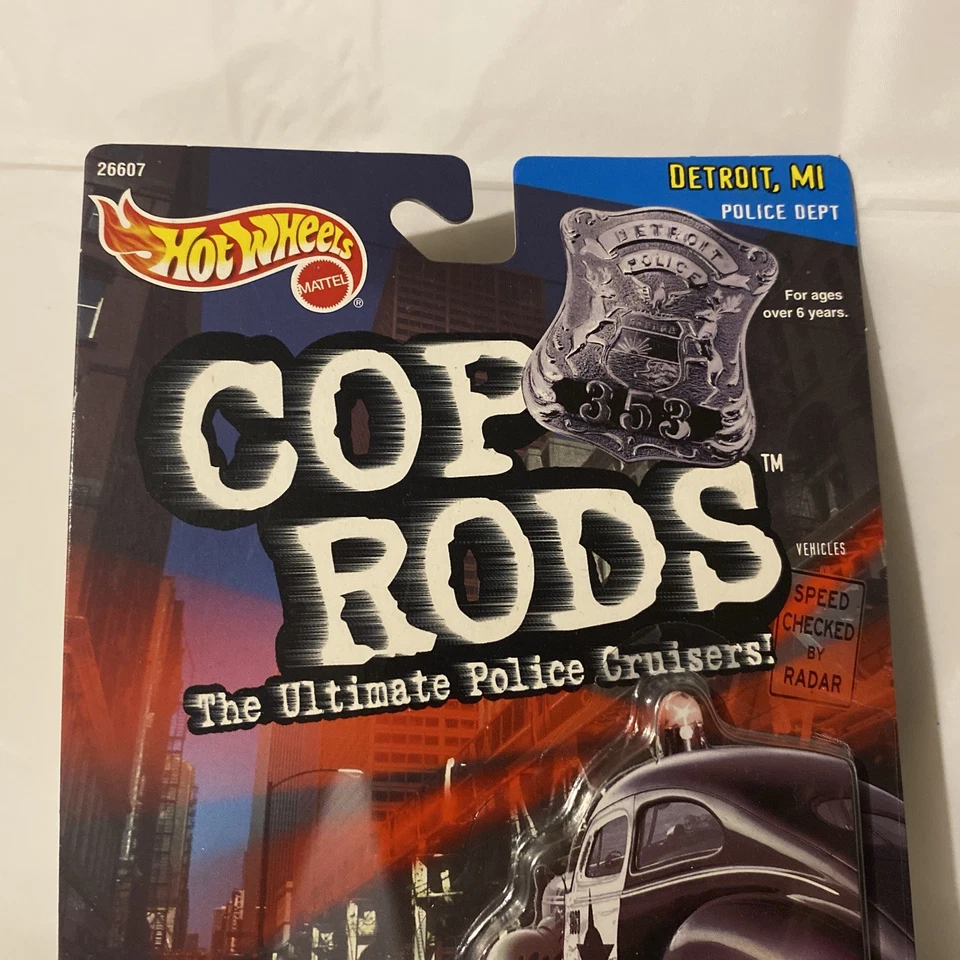 26607
HOT WHEELS
MATTEL
®
DETROIT, MI
POLICE DEPT
DETROIT
POLICE
353
For ages
over 6 years.
COP
RODS
TM
The Ultimate Police Cruisers!
VEHICLES
SPEED
CHECKED
BY
RADAR